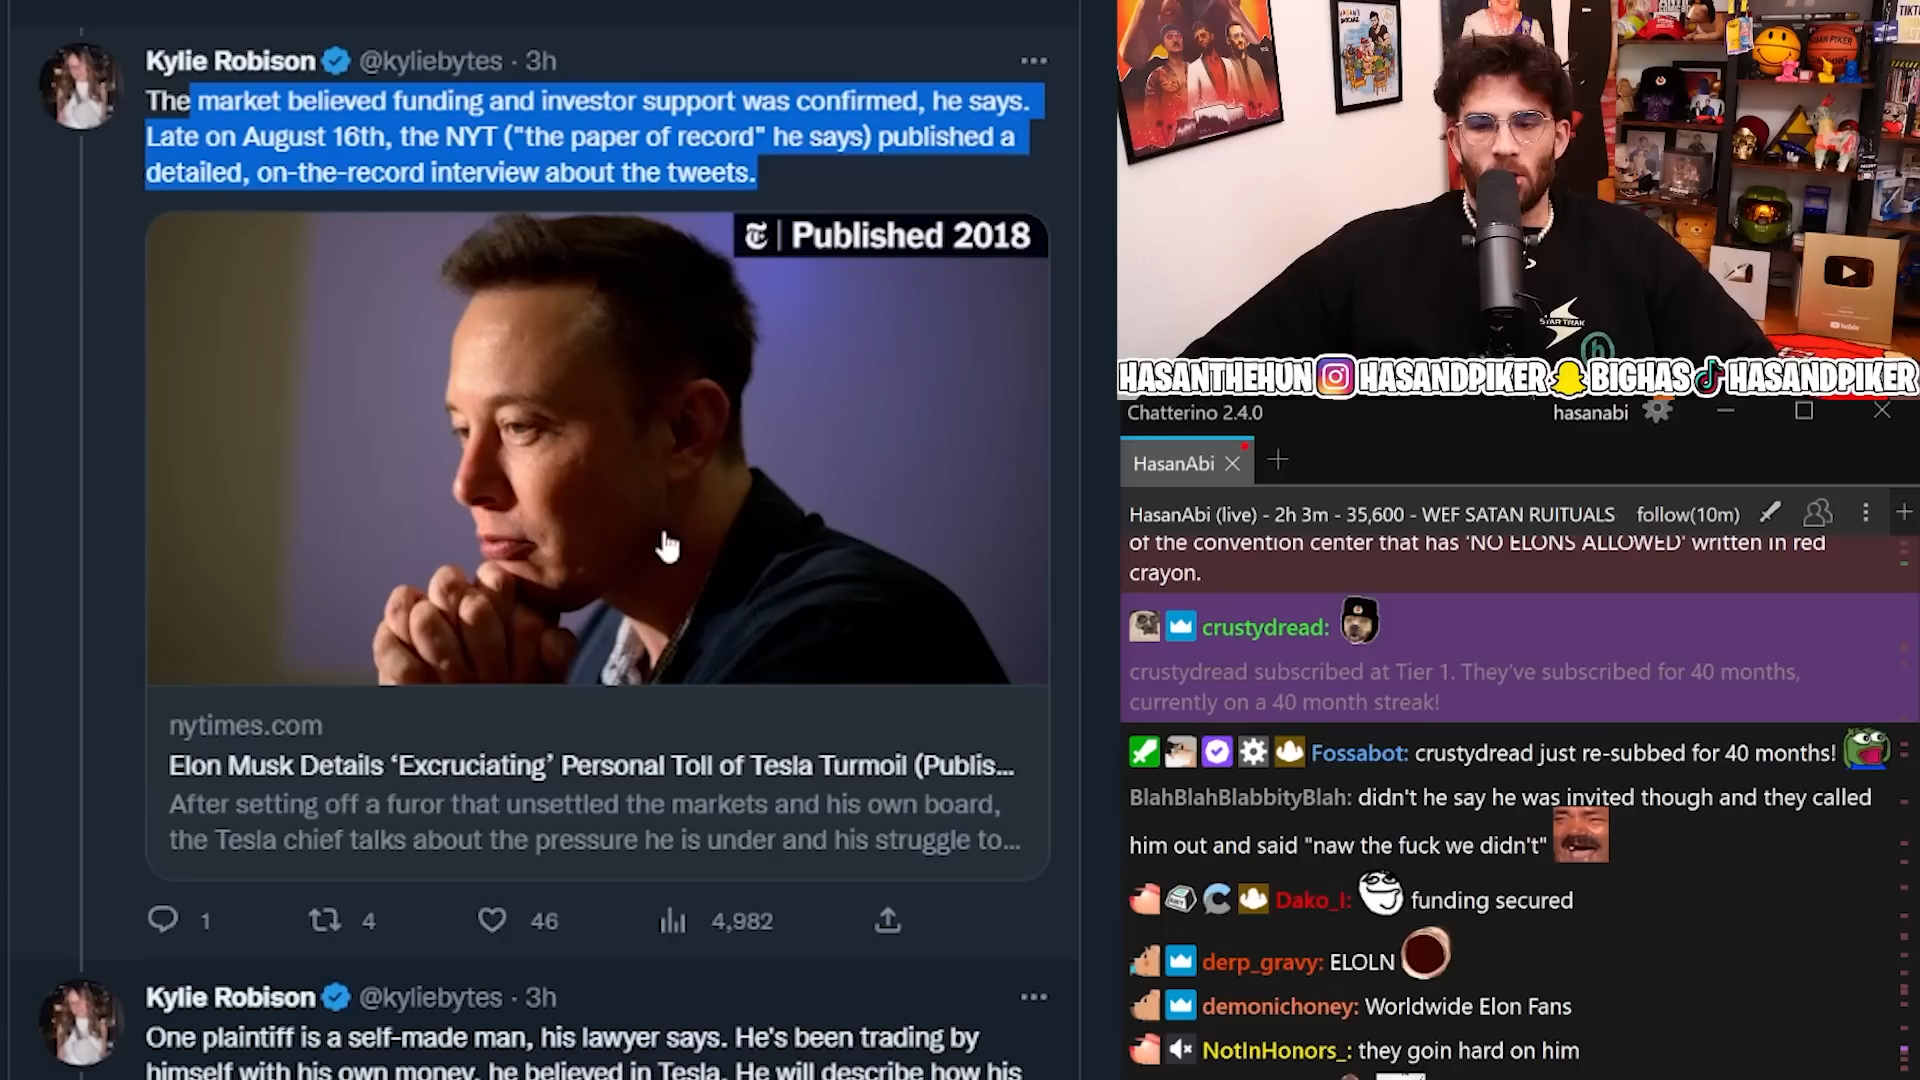 Kylie Robison @kyliebytes · 3h
The market believed funding and investor support was confirmed, he says.
Late on August 16th, the NYT ("the paper of record" he says) published a
detailed, on-the-record interview about the tweets.
Published 2018
nytimes.com
Elon Musk Details ‘Excruciating’ Personal Toll of Tesla Turmoil (Publis...
After setting off a furor that unsettled the markets and his own board,
the Tesla chief talks about the pressure he is under and his struggle to...
1 4 46 4,982
Kylie Robison @kyliebytes · 3h
One plaintiff is a self-made man, his lawyer says. He's been trading by
himself with his own money, he believed in Tesla. He will describe how his
STAR TRAK
YouTube
HASANTHEHUN HASANDPIKER BIGHAS HASANDPIKER
Chatterino 2.4.0 hasanabi
HasanAbi
HasanAbi (live) - 2h 3m - 35,600 - WEF SATAN RUITUALS follow(10m)
of the convention center that has 'NO ELONS ALLOWED' written in red
crayon.
crustydread:
crustydread subscribed at Tier 1. They've subscribed for 40 months,
currently on a 40 month streak!
Fossabot: crustydread just re-subbed for 40 months!
BlahBlahBlabbityBlah: didn't he say he was invited though and they called
him out and said "naw the fuck we didn't"
Dako_I: funding secured
derp_gravy: ELOLN
demonichoney: Worldwide Elon Fans
NotInHonors_: they goin hard on him